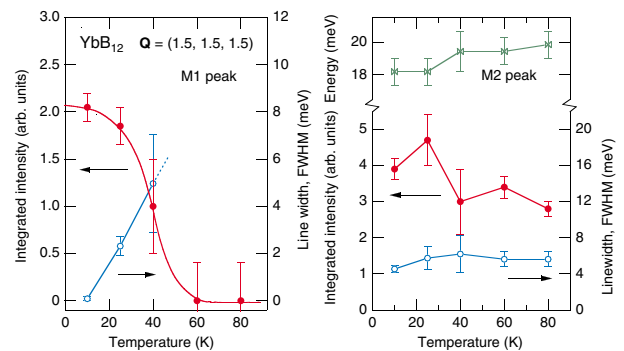 YbB12 Q = (1.5, 1.5, 1.5)
M1 peak
3.0
2.5
2.0
1.5
1.0
0.5
0
Integrated intensity (arb. units)
12
10
8
6
4
2
0
Line width, FWHM (meV)
0 20 40 60 80
Temperature (K)
M2 peak
20
18
Energy (meV)
5
4
3
2
1
0
Integrated intensity (arb. units)
20
16
12
8
4
0
Linewidth, FWHM (meV)
0 20 40 60 80
Temperature (K)